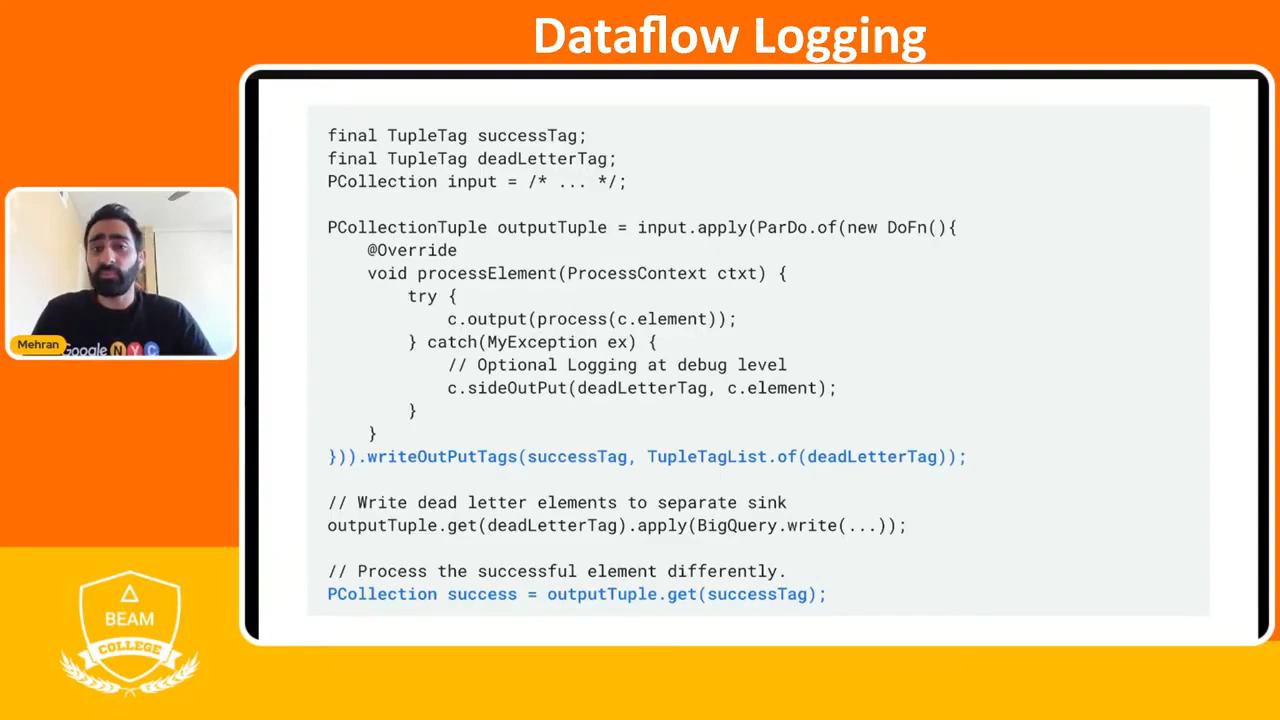 Dataflow Logging
final TupleTag successTag;
final TupleTag deadLetterTag;
PCollection input = /* ... */;
PCollectionTuple outputTuple = input.apply(ParDo.of(new DoFn(){
@Override
void processElement(ProcessContext ctxt) {
try {
c.output(process(c.element));
} catch(MyException ex) {
// Optional Logging at debug level
c.sideOutPut(deadLetterTag, c.element);
}
}
})).writeOutPutTags(successTag, TupleTagList.of(deadLetterTag));
// Write dead letter elements to separate sink
outputTuple.get(deadLetterTag).apply(BigQuery.write(...));
// Process the successful element differently.
PCollection success = outputTuple.get(successTag);
Mehran
Google NYC
BEAM
COLLEGE